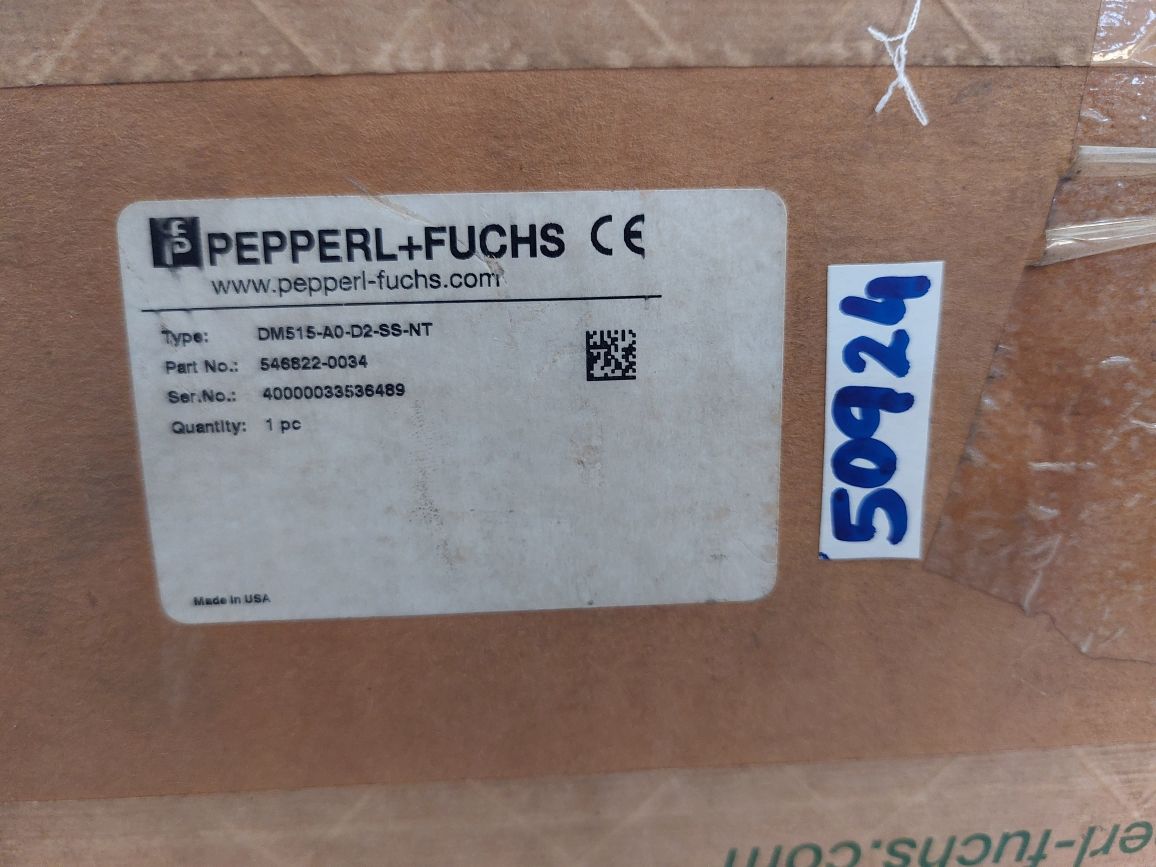 PEPPERL+FUCHS CE
www.pepperl-fuchs.com
Type: DM515-A0-D2-SS-NT
Part No.: 546822-0034
Ser.No.: 40000033536489
Quantity: 1 pc
Made in USA
50924
erl-fuchs.com